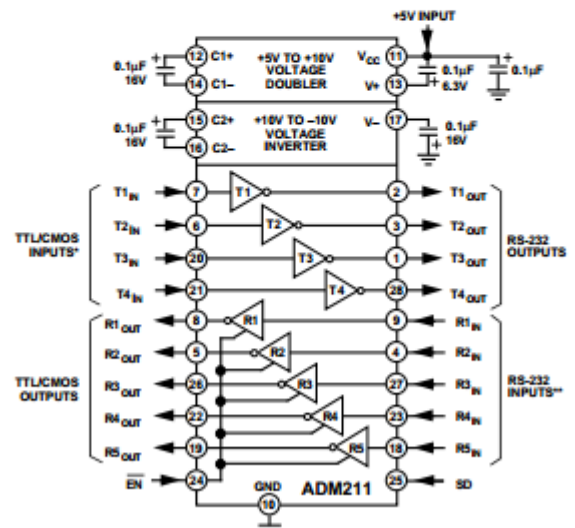 +5V INPUT
0.1µF
16V
12 C1+
14 C1–
+5V TO +10V
VOLTAGE
DOUBLER
VCC 11
V+ 13
0.1µF
6.3V
0.1µF
0.1µF
16V
15 C2+
16 C2–
+10V TO –10V
VOLTAGE
INVERTER
V– 17
0.1µF
16V
TTL/CMOS
INPUTS*
T1IN 7 T1 2 T1OUT
T2IN 6 T2 3 T2OUT
T3IN 20 T3 1 T3OUT
T4IN 21 T4 28 T4OUT
RS-232
OUTPUTS
TTL/CMOS
OUTPUTS
R1OUT 8 R1 9 R1IN
R2OUT 5 R2 4 R2IN
R3OUT 26 R3 27 R3IN
R4OUT 22 R4 23 R4IN
R5OUT 19 R5 18 R5IN
RS-232
INPUTS**
EN 24
GND
10
ADM211
25 SD